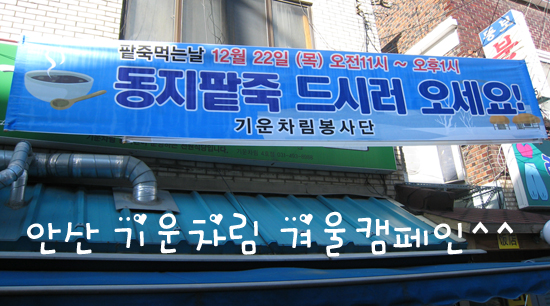 팥죽먹는날 12월 22일 (목) 오전11시 ~ 오후1시
동지팥죽 드시러 오세요!
기운차림봉사단
안산 기운차림 겨울캠페인^^